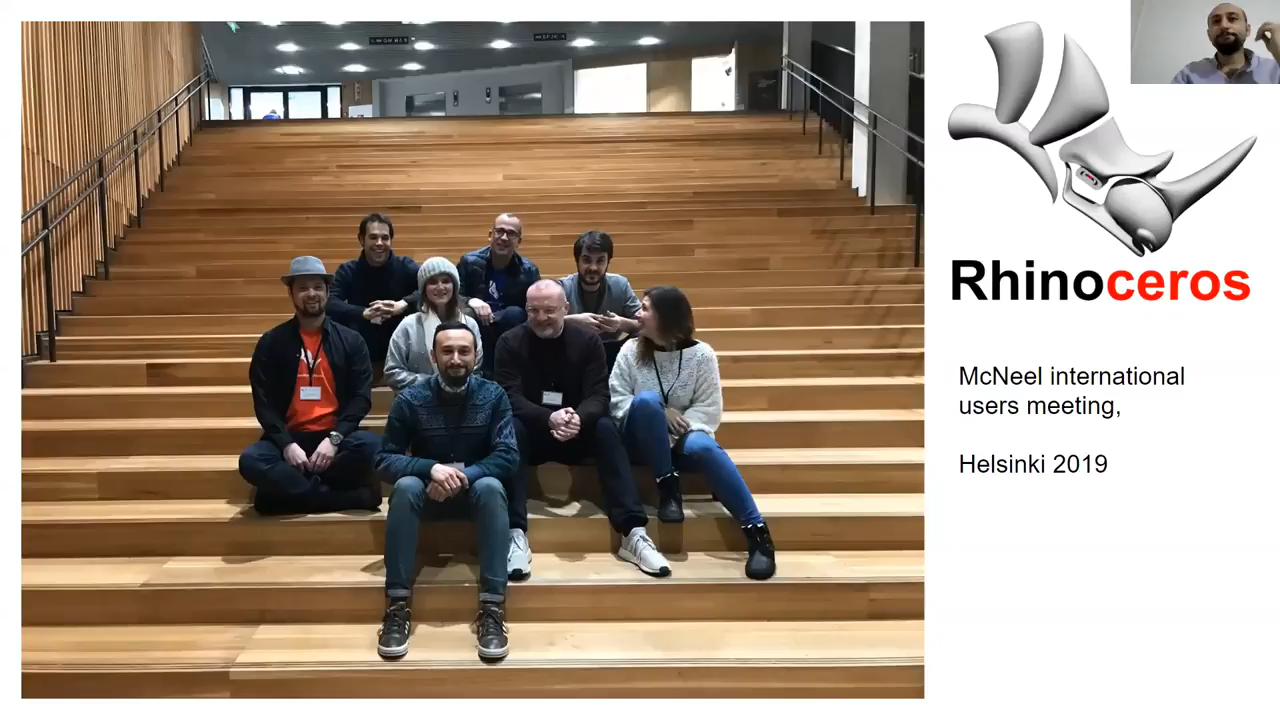 Rhinoceros
McNeel international
users meeting,
Helsinki 2019